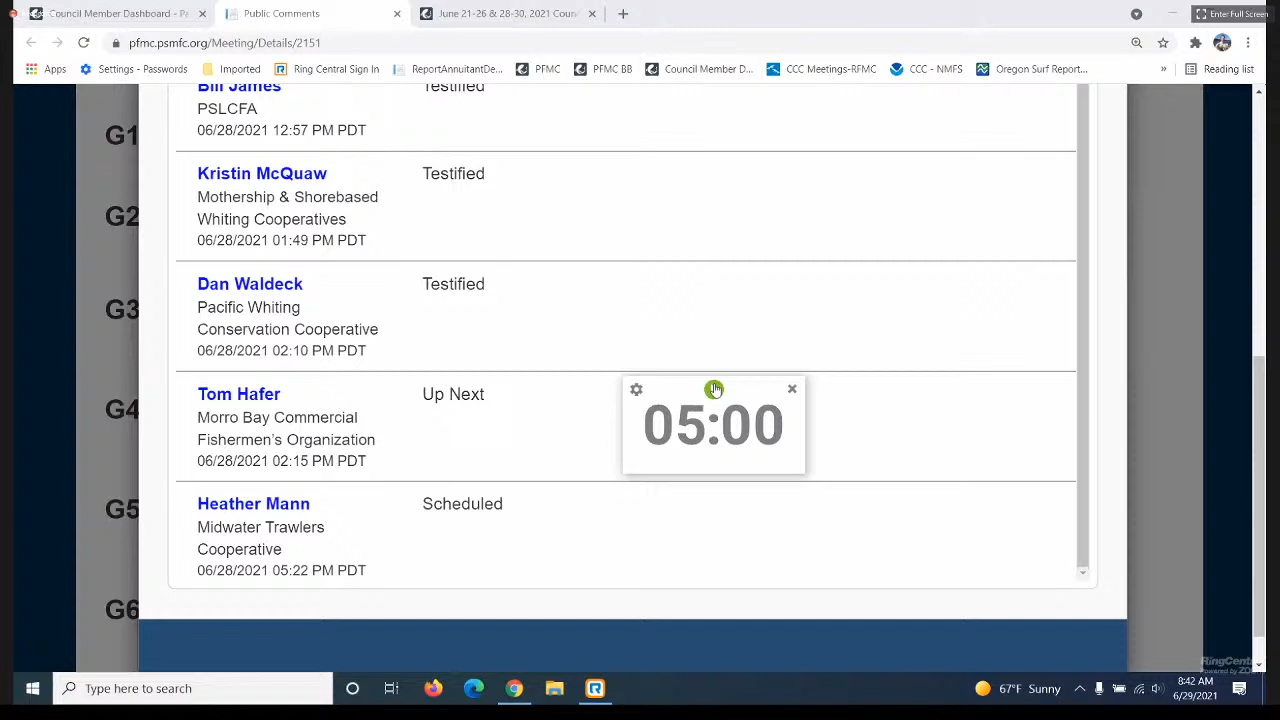 Council Member Dashboard - Pa
Public Comments
June 21-26 & 28-30, 2021 Coun
Enter Full Screen
pfmc.psmfc.org/Meeting/Details/2151
Apps
Settings - Passwords
Imported
Ring Central Sign In
ReportAnnuitantDe...
PFMC
PFMC BB
Council Member D...
CCC Meetings-RFMC
CCC - NMFS
Oregon Surf Report...
»
Reading list
Bill James
Testified
PSLCFA
06/28/2021 12:57 PM PDT
G1
Kristin McQuaw
Testified
Mothership & Shorebased
Whiting Cooperatives
06/28/2021 01:49 PM PDT
G2
Dan Waldeck
Testified
Pacific Whiting
Conservation Cooperative
06/28/2021 02:10 PM PDT
G3
Tom Hafer
Up Next
05:00
Morro Bay Commercial
Fishermen's Organization
06/28/2021 02:15 PM PDT
G4
Heather Mann
Scheduled
Midwater Trawlers
Cooperative
06/28/2021 05:22 PM PDT
G5
G6
Powered by
Type here to search
67°F Sunny
8:42 AM
6/29/2021